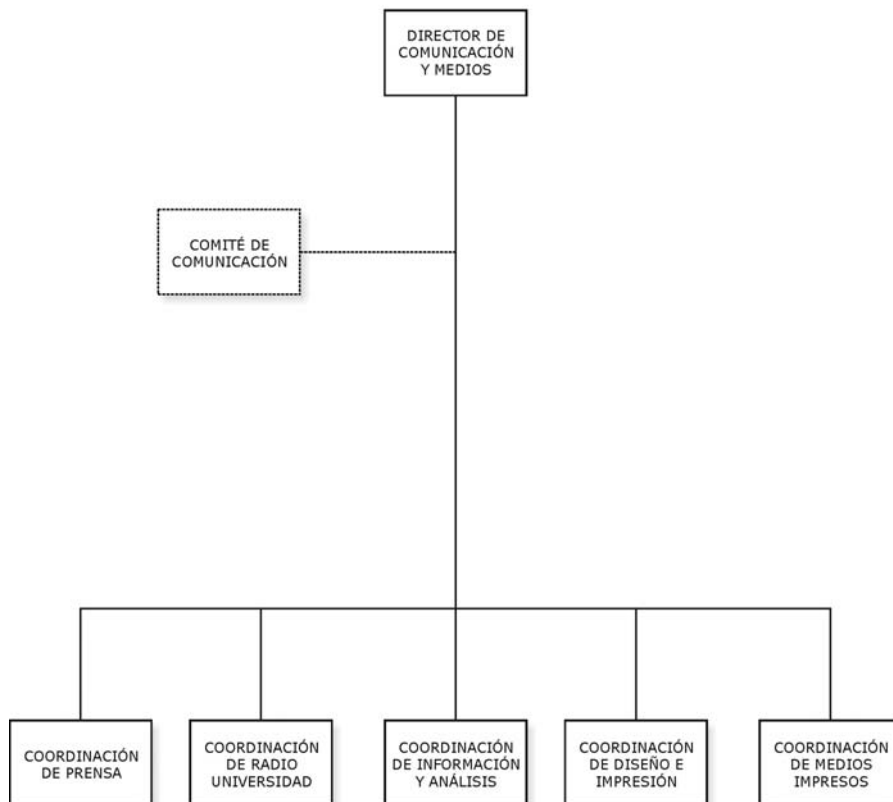 DIRECTOR DE
COMUNICACIÓN
Y MEDIOS
COMITÉ DE
COMUNICACIÓN
COORDINACIÓN
DE PRENSA
COORDINACIÓN
DE RADIO
UNIVERSIDAD
COORDINACIÓN
DE INFORMACIÓN
Y ANÁLISIS
COORDINACIÓN
DE DISEÑO E
IMPRESIÓN
COORDINACIÓN
DE MEDIOS
IMPRESOS